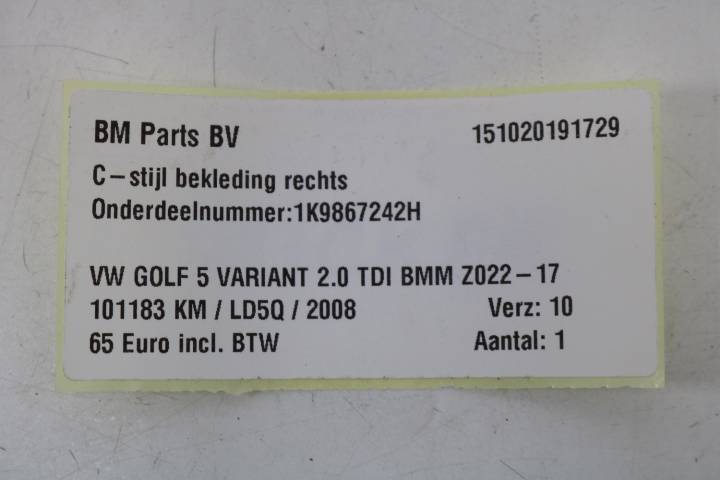 BM Parts BV 151020191729
C-stijl bekleding rechts
Onderdeelnummer:1K9867242H
VW GOLF 5 VARIANT 2.0 TDI BMM Z022-17
101183 KM / LD5Q / 2008 Verz: 10
65 Euro incl. BTW Aantal: 1